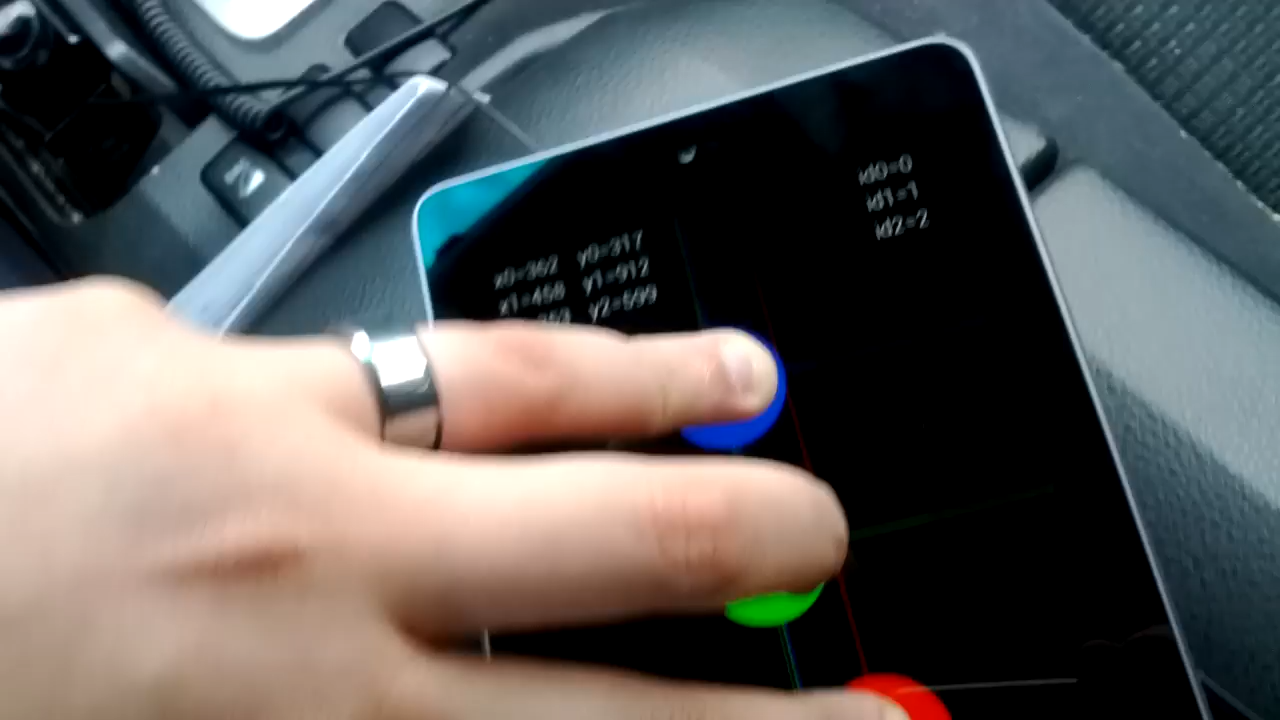 id0=0
id1=1
id2=2
x0=362 y0=317
x1=458 y1=912
y2=599